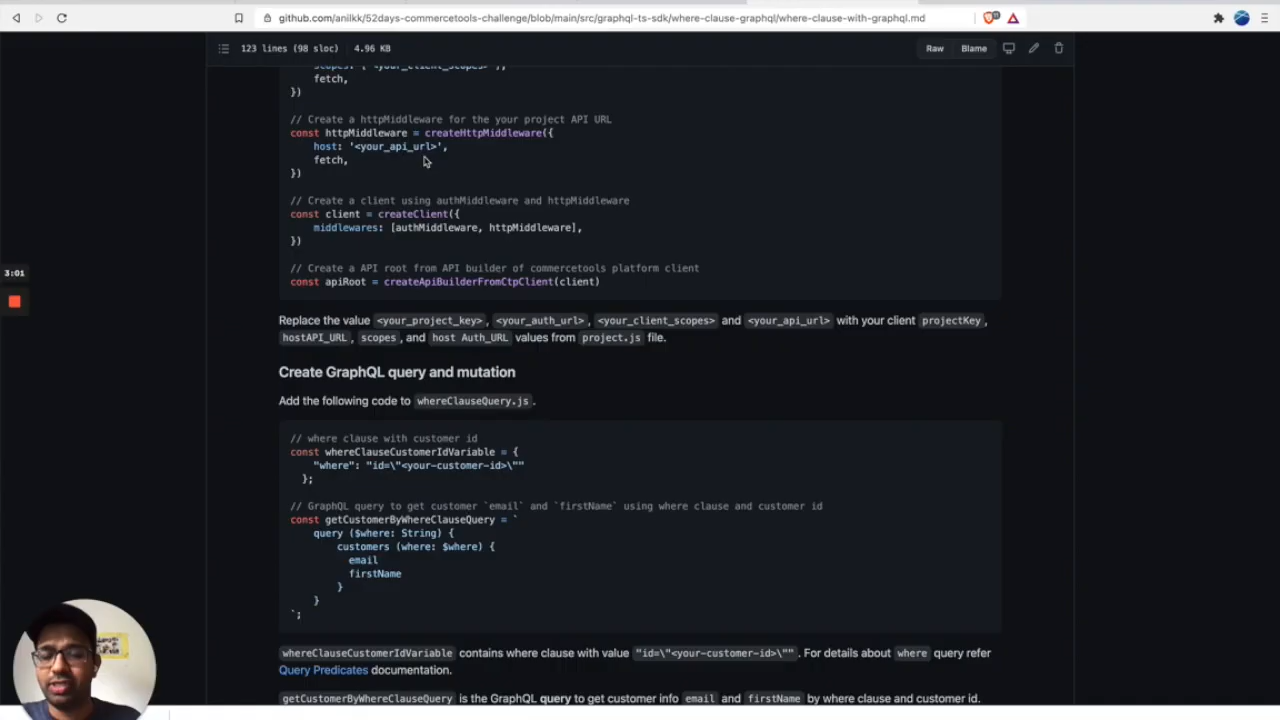 github.com/anilkk/52days-commercetools-challenge/blob/main/src/graphql-ts-sdk/where-clause-graphql/where-clause-with-graphql.md
123 lines (98 sloc) 4.96 KB
Raw Blame
scopes: [ '<your_client_scopes>' ],
fetch,
})
// Create a httpMiddleware for the your project API URL
const httpMiddleware = createHttpMiddleware({
host: '<your_api_url>',
fetch,
})
// Create a client using authMiddleware and httpMiddleware
const client = createClient({
middlewares: [authMiddleware, httpMiddleware],
})
3:01
// Create a API root from API builder of commercetools platform client
const apiRoot = createApiBuilderFromCtpClient(client)
Replace the value <your_project_key>, <your_auth_url>, <your_client_scopes> and <your_api_url> with your client projectKey,
hostAPI_URL, scopes, and host Auth_URL values from project.js file.
Create GraphQL query and mutation
Add the following code to whereClauseQuery.js.
// where clause with customer id
const whereClauseCustomerIdVariable = {
"where": "id=\"<your-customer-id>\""
};
// GraphQL query to get customer `email` and `firstName` using where clause and customer id
const getCustomerByWhereClauseQuery = `
query ($where: String) {
customers (where: $where) {
email
firstName
}
}
`;
whereClauseCustomerIdVariable contains where clause with value "id=\"<your-customer-id>\"". For details about where query refer
Query Predicates documentation.
getCustomerByWhereClauseQuery is the GraphQL query to get customer info email and firstName by where clause and customer id.